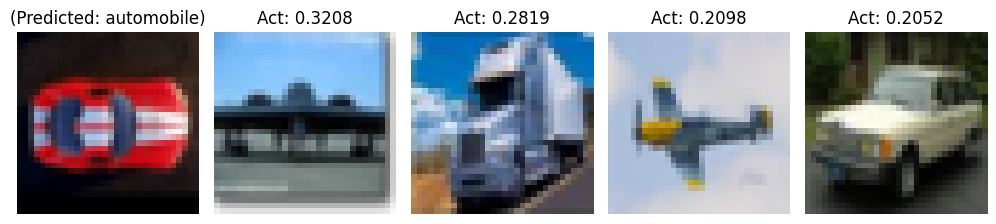 (Predicted: automobile)
Act: 0.3208
Act: 0.2819
Act: 0.2098
Act: 0.2052